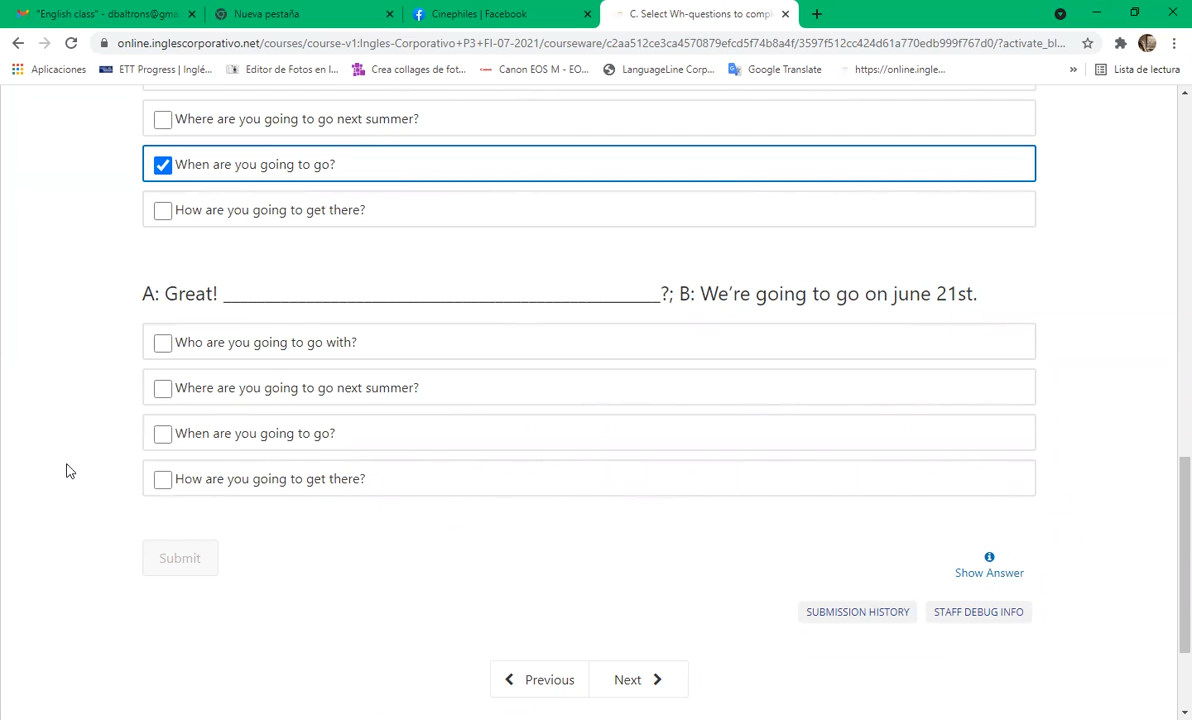 "English class" - dbaltrons@gma
Nueva pestaña
Cinephiles | Facebook
C. Select Wh-questions to compl
online.inglescorporativo.net/courses/course-v1:Ingles-Corporativo+P3+FI-07-2021/courseware/c2aa512ce3ca4570879efcd5f74b8a4f/3597f512cc424d61a770edb999f767d0/?activate_bl...
Aplicaciones
ETT Progress | Inglé...
Editor de Fotos en l...
Crea collages de fot...
Canon EOS M - EO...
LanguageLine Corp...
Google Translate
https://online.ingle...
»
Lista de lectura
Where are you going to go next summer?
When are you going to go?
How are you going to get there?
A: Great! ________________________________________________?; B: We're going to go on june 21st.
Who are you going to go with?
Where are you going to go next summer?
When are you going to go?
How are you going to get there?
Submit
Show Answer
SUBMISSION HISTORY
STAFF DEBUG INFO
Previous
Next